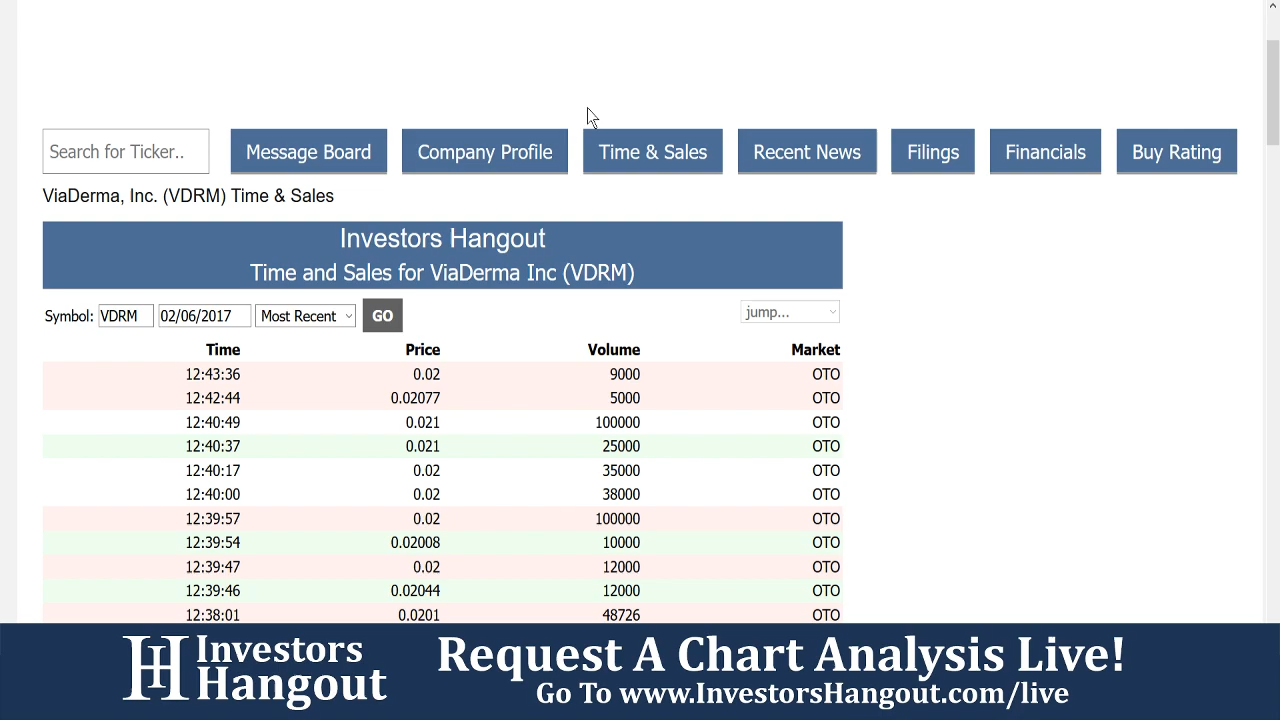 Search for Ticker.. Message Board Company Profile Time & Sales Recent News Filings Financials Buy Rating
ViaDerma, Inc. (VDRM) Time & Sales
Investors Hangout
Time and Sales for ViaDerma Inc (VDRM)
Symbol: VDRM 02/06/2017 Most Recent GO jump...
Time Price Volume Market
12:43:36 0.02 9000 OTO
12:42:44 0.02077 5000 OTO
12:40:49 0.021 100000 OTO
12:40:37 0.021 25000 OTO
12:40:17 0.02 35000 OTO
12:40:00 0.02 38000 OTO
12:39:57 0.02 100000 OTO
12:39:54 0.02008 10000 OTO
12:39:47 0.02 12000 OTO
12:39:46 0.02044 12000 OTO
12:38:01 0.0201 48726 OTO
H Investors Hangout
Request A Chart Analysis Live!
Go To www.InvestorsHangout.com/live